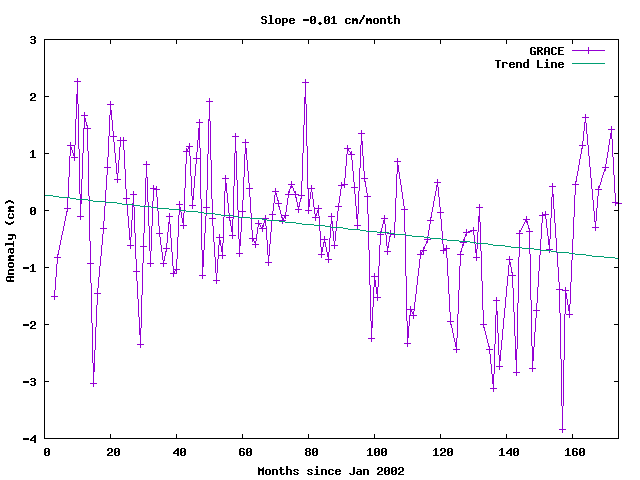 Slope -0.01 cm/month
GRACE
Trend Line
3
2
1
0
-1
-2
-3
-4
Anomaly (cm)
0 20 40 60 80 100 120 140 160
Months since Jan 2002